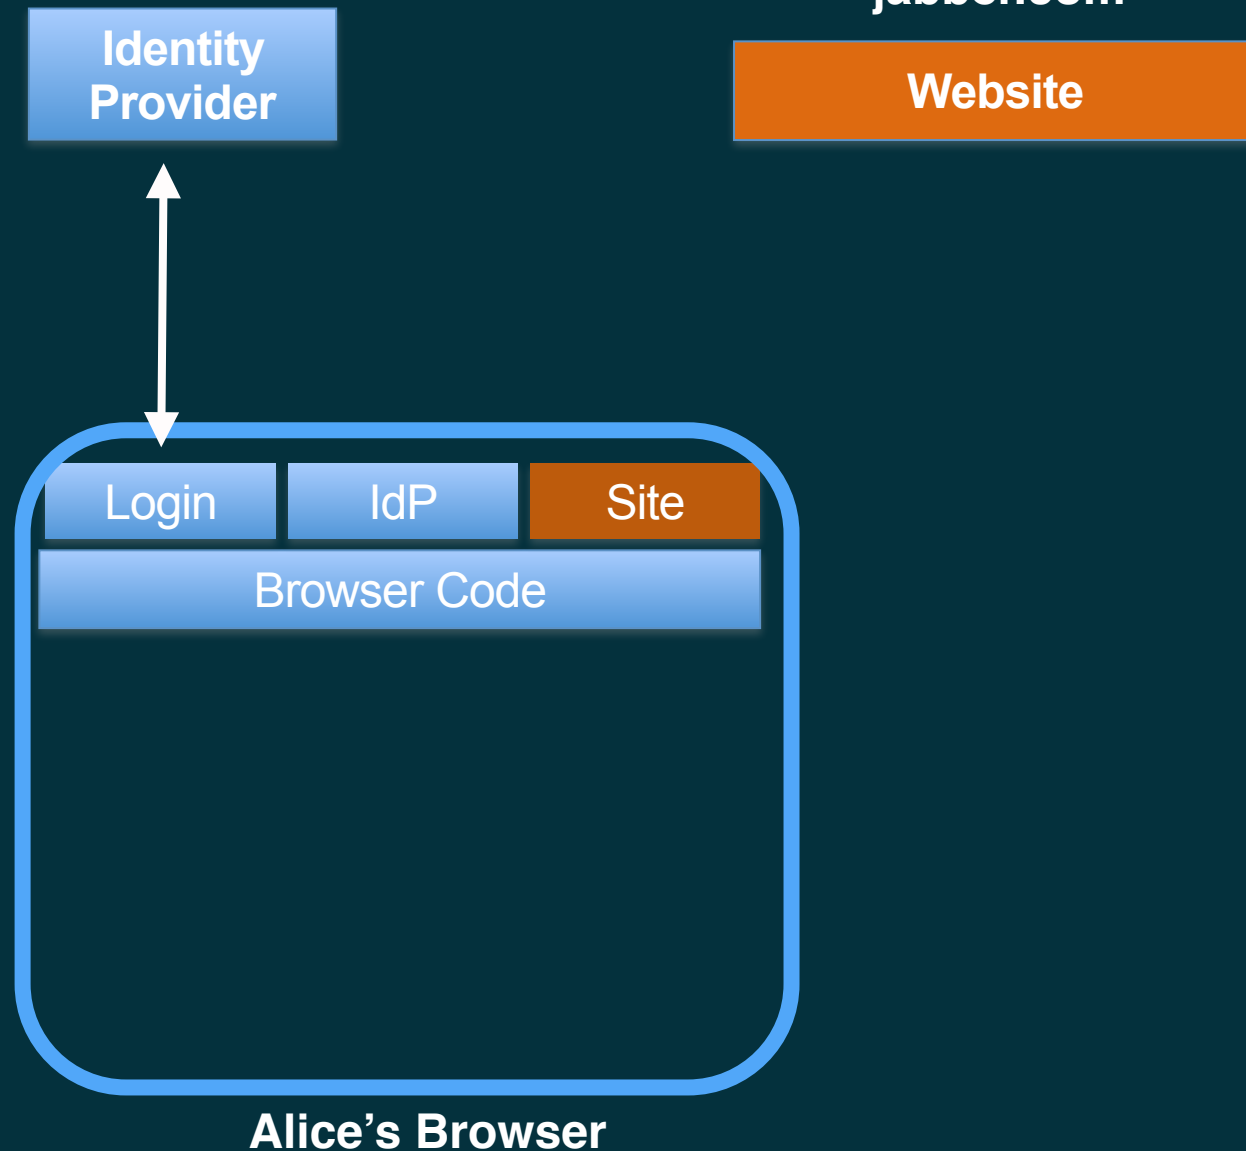 Identity
Provider
Website
Login
IdP
Site
Browser Code
Alice’s Browser